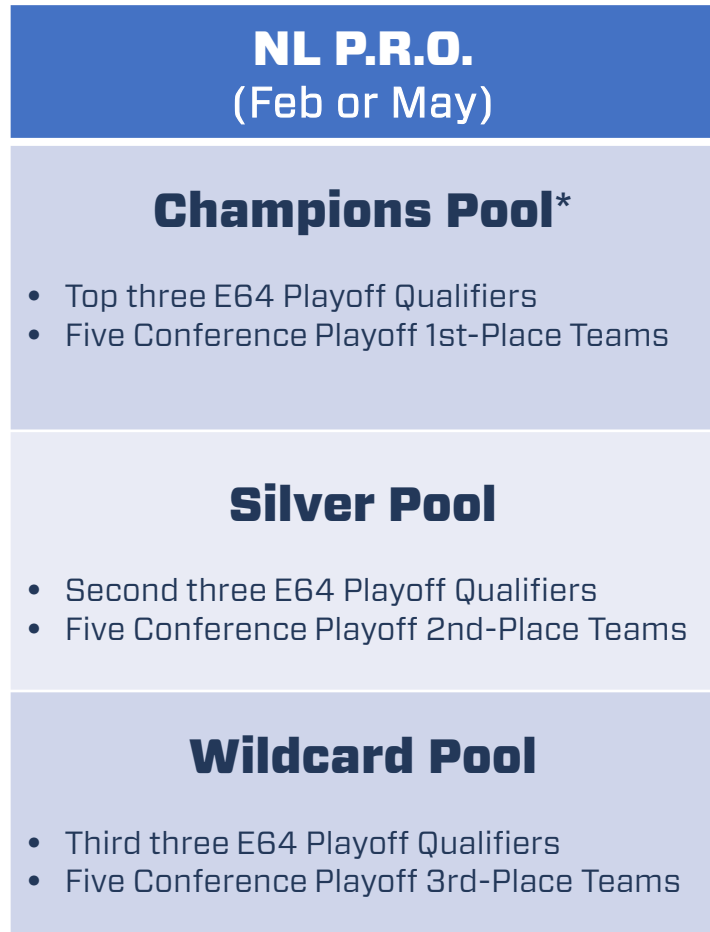 NL P.R.O.
(Feb or May)
Champions Pool*
• Top three E64 Playoff Qualifiers
• Five Conference Playoff 1st-Place Teams
Silver Pool
• Second three E64 Playoff Qualifiers
• Five Conference Playoff 2nd-Place Teams
Wildcard Pool
• Third three E64 Playoff Qualifiers
• Five Conference Playoff 3rd-Place Teams